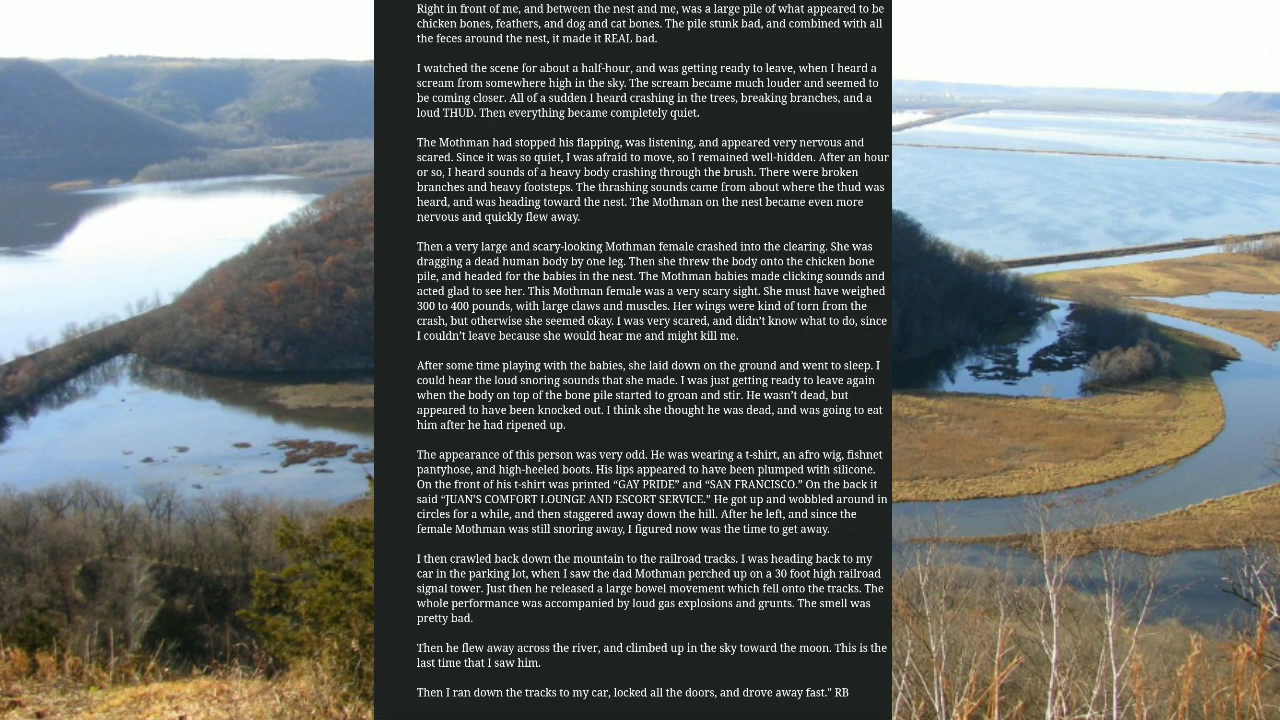 Right in front of me, and between the nest and me, was a large pile of what appeared to be
chicken bones, feathers, and dog and cat bones. The pile stunk bad, and combined with all
the feces around the nest, it made it REAL bad.
I watched the scene for about a half-hour, and was getting ready to leave, when I heard a
scream from somewhere high in the sky. The scream became much louder and seemed to
be coming closer. All of a sudden I heard crashing in the trees, breaking branches, and a
loud THUD. Then everything became completely quiet.
The Mothman had stopped his flapping, was listening, and appeared very nervous and
scared. Since it was so quiet, I was afraid to move, so I remained well-hidden. After an hour
or so, I heard sounds of a heavy body crashing through the brush. There were broken
branches and heavy footsteps. The thrashing sounds came from about where the thud was
heard, and was heading toward the nest. The Mothman on the nest became even more
nervous and quickly flew away.
Then a very large and scary-looking Mothman female crashed into the clearing. She was
dragging a dead human body by one leg. Then she threw the body onto the chicken bone
pile, and headed for the babies in the nest. The Mothman babies made clicking sounds and
acted glad to see her. This Mothman female was a very scary sight. She must have weighed
300 to 400 pounds, with large claws and muscles. Her wings were kind of torn from the
crash, but otherwise she seemed okay. I was very scared, and didn’t know what to do, since
I couldn’t leave because she would hear me and might kill me.
After some time playing with the babies, she laid down on the ground and went to sleep. I
could hear the loud snoring sounds that she made. I was just getting ready to leave again
when the body on top of the bone pile started to groan and stir. He wasn’t dead, but
appeared to have been knocked out. I think she thought he was dead, and was going to eat
him after he had ripened up.
The appearance of this person was very odd. He was wearing a t-shirt, an afro wig, fishnet
pantyhose, and high-heeled boots. His lips appeared to have been plumped with silicone.
On the front of his t-shirt was printed “GAY PRIDE” and “SAN FRANCISCO.” On the back it
said “JUAN’S COMFORT LOUNGE AND ESCORT SERVICE.” He got up and wobbled around in
circles for a while, and then staggered away down the hill. After he left, and since the
female Mothman was still snoring away, I figured now was the time to get away.
I then crawled back down the mountain to the railroad tracks. I was heading back to my
car in the parking lot, when I saw the dad Mothman perched up on a 30 foot high railroad
signal tower. Just then he released a large bowel movement which fell onto the tracks. The
whole performance was accompanied by loud gas explosions and grunts. The smell was
pretty bad.
Then he flew away across the river, and climbed up in the sky toward the moon. This is the
last time that I saw him.
Then I ran down the tracks to my car, locked all the doors, and drove away fast." RB